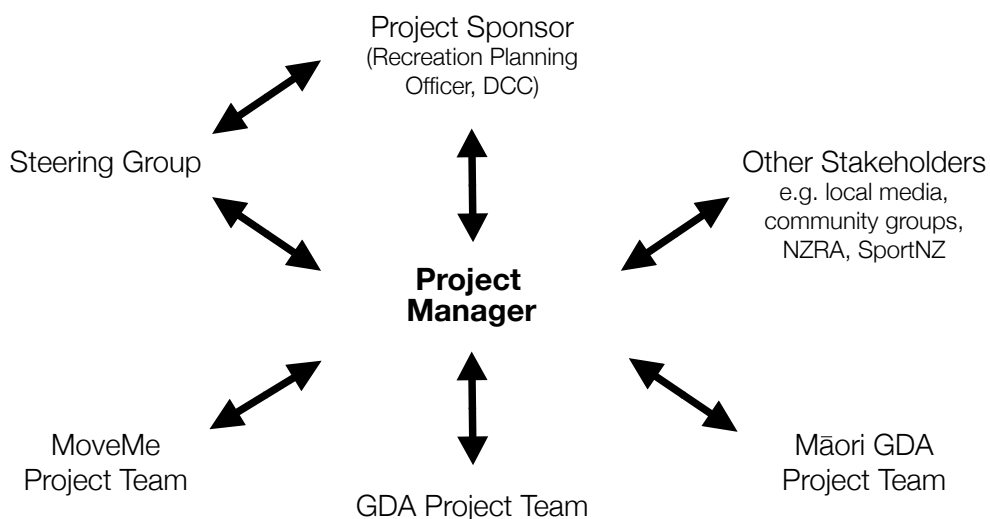 Project Sponsor
(Recreation Planning
Officer, DCC)
Steering Group
Other Stakeholders
e.g. local media,
community groups,
NZRA, SportNZ
Project
Manager
MoveMe
Project Team
GDA Project Team
Māori GDA
Project Team